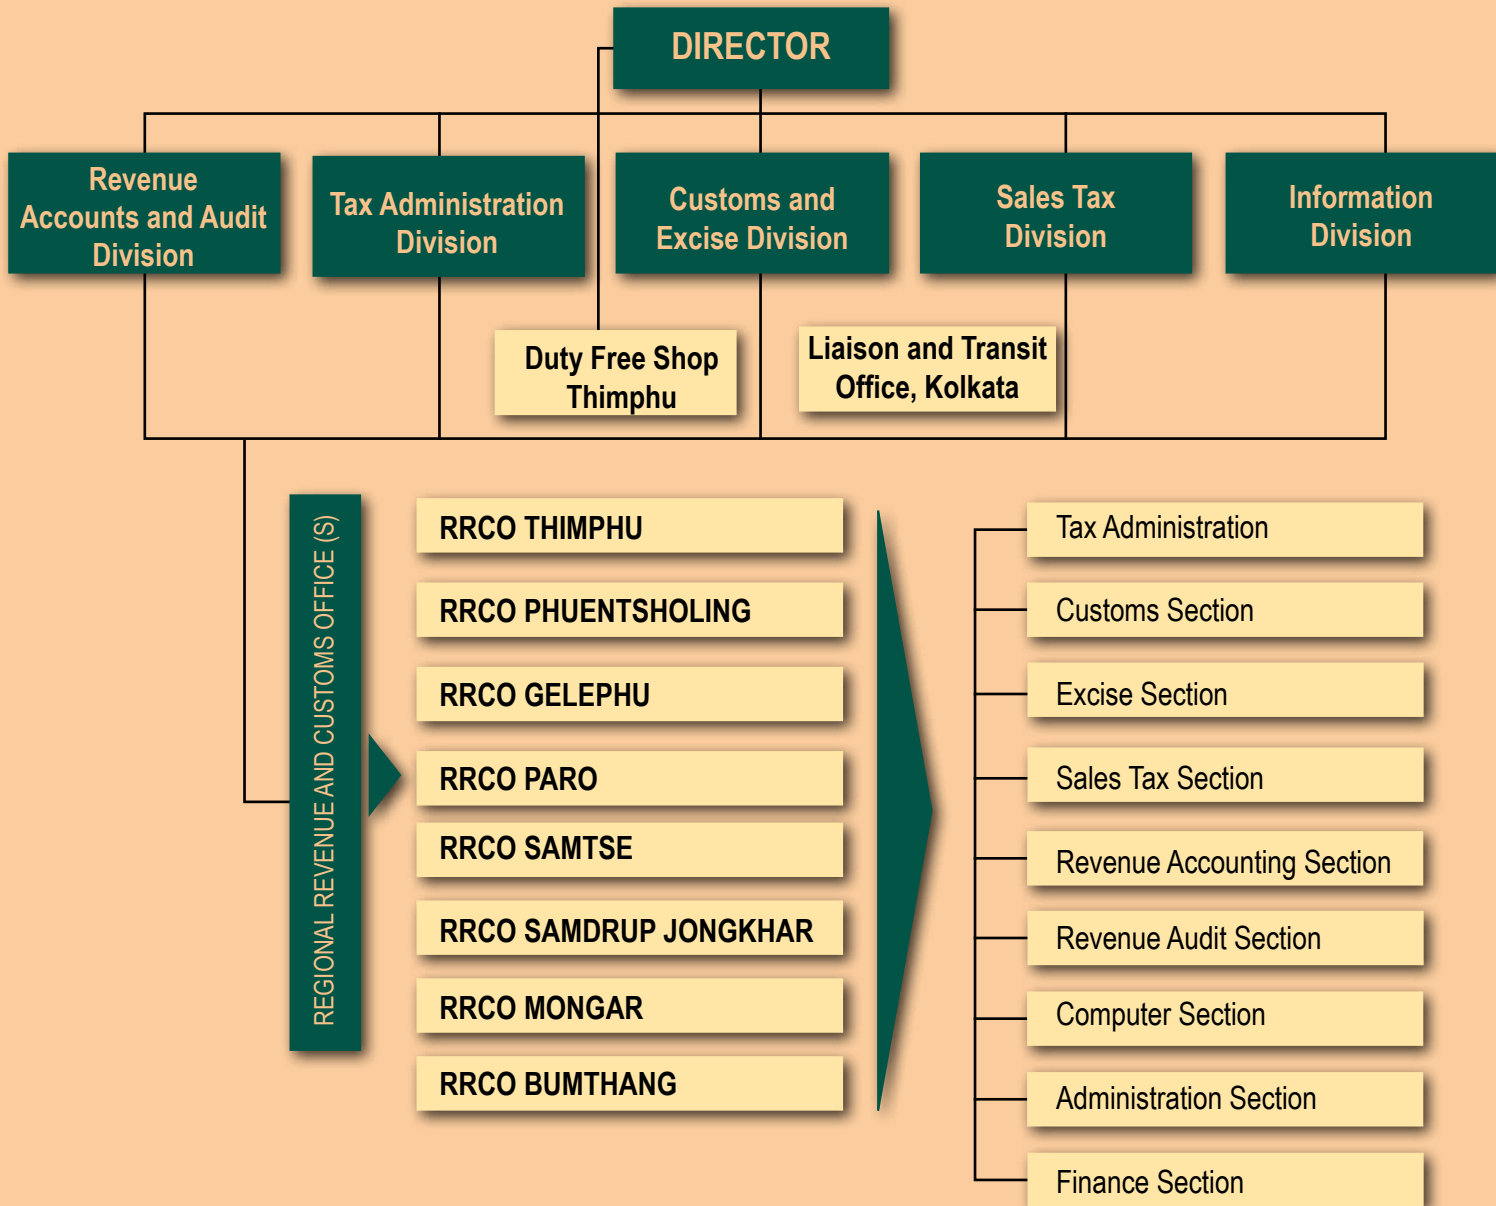 DIRECTOR
Revenue
Accounts and Audit
Division
Tax Administration
Division
Customs and
Excise Division
Sales Tax
Division
Information
Division
Duty Free Shop
Thimphu
Liaison and Transit
Office, Kolkata
REGIONAL REVENUE AND CUSTOMS OFFICE (S)
RRCO THIMPHU
RRCO PHUENTSHOLING
RRCO GELEPHU
RRCO PARO
RRCO SAMTSE
RRCO SAMDRUP JONGKHAR
RRCO MONGAR
RRCO BUMTHANG
Tax Administration
Customs Section
Excise Section
Sales Tax Section
Revenue Accounting Section
Revenue Audit Section
Computer Section
Administration Section
Finance Section